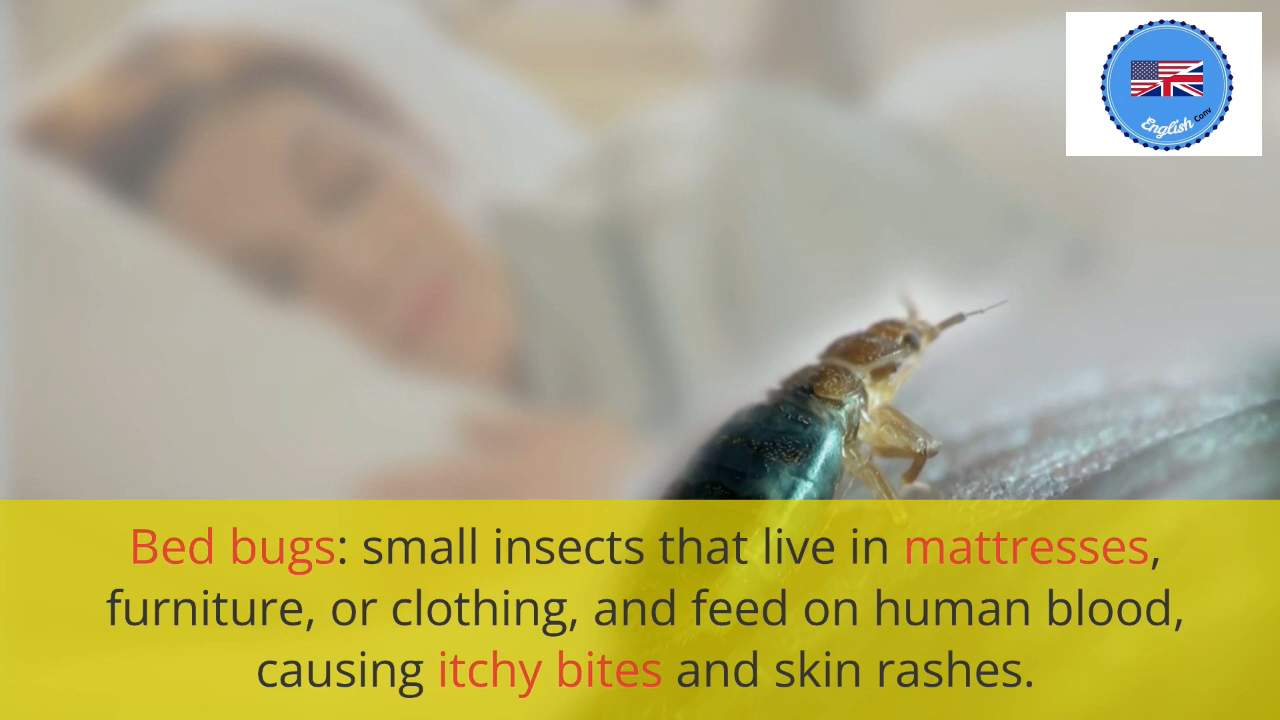 English Conv
Bed bugs: small insects that live in mattresses,
furniture, or clothing, and feed on human blood,
causing itchy bites and skin rashes.